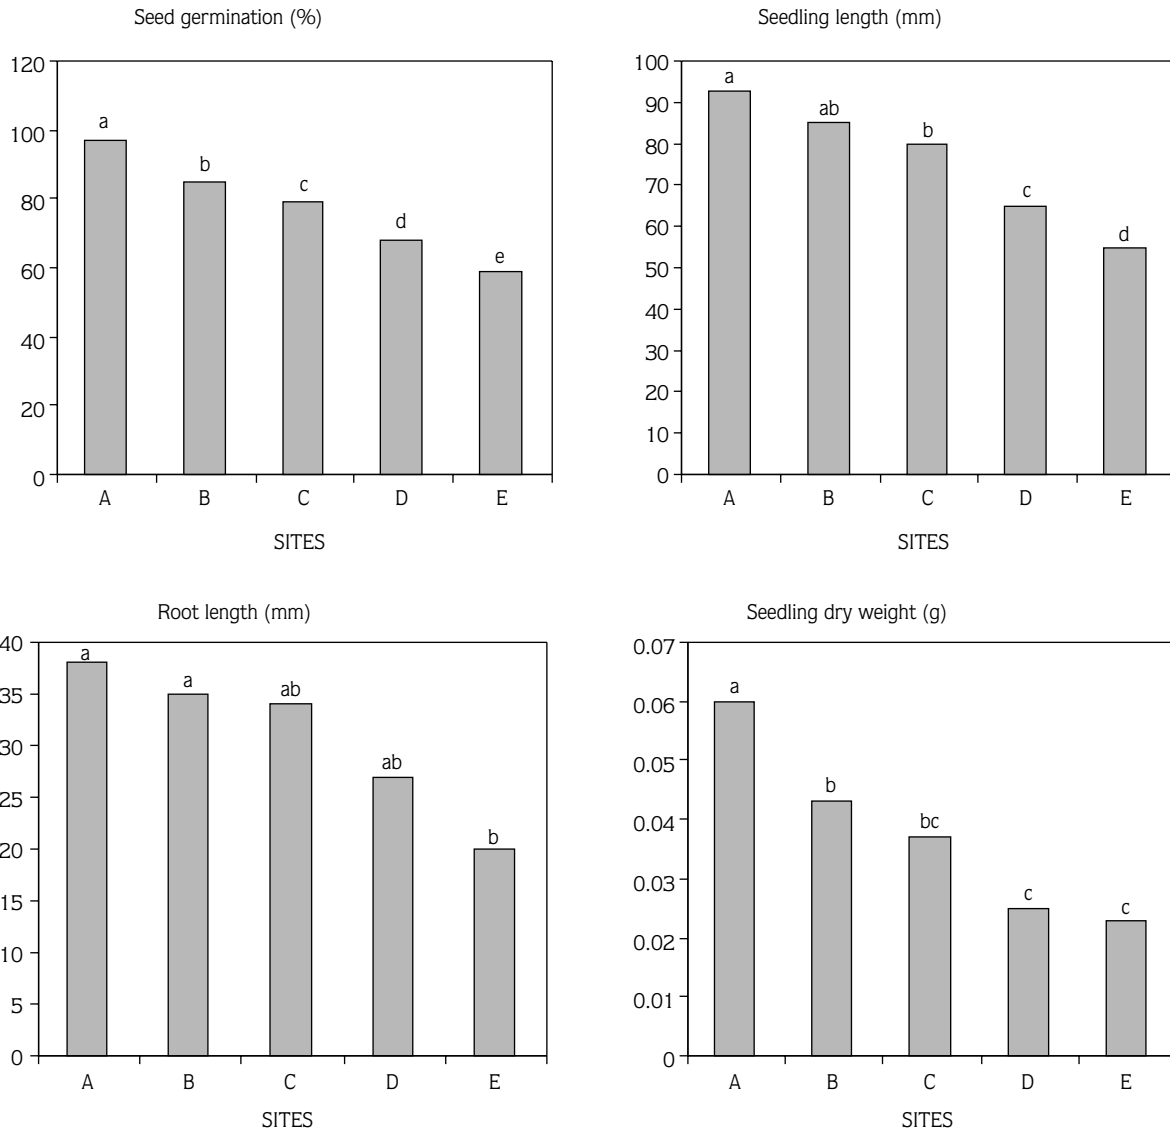 Seed germination (%)
120
100
80
60
40
20
0
a
b
c
d
e
A B C D E
SITES
Seedling length (mm)
100
90
80
70
60
50
40
30
20
10
0
a
ab
b
c
d
A B C D E
SITES
Root length (mm)
40
35
30
25
20
15
10
5
0
a
a
ab
ab
b
A B C D E
SITES
Seedling dry weight (g)
0.07
0.06
0.05
0.04
0.03
0.02
0.01
0
a
b
bc
c
c
A B C D E
SITES